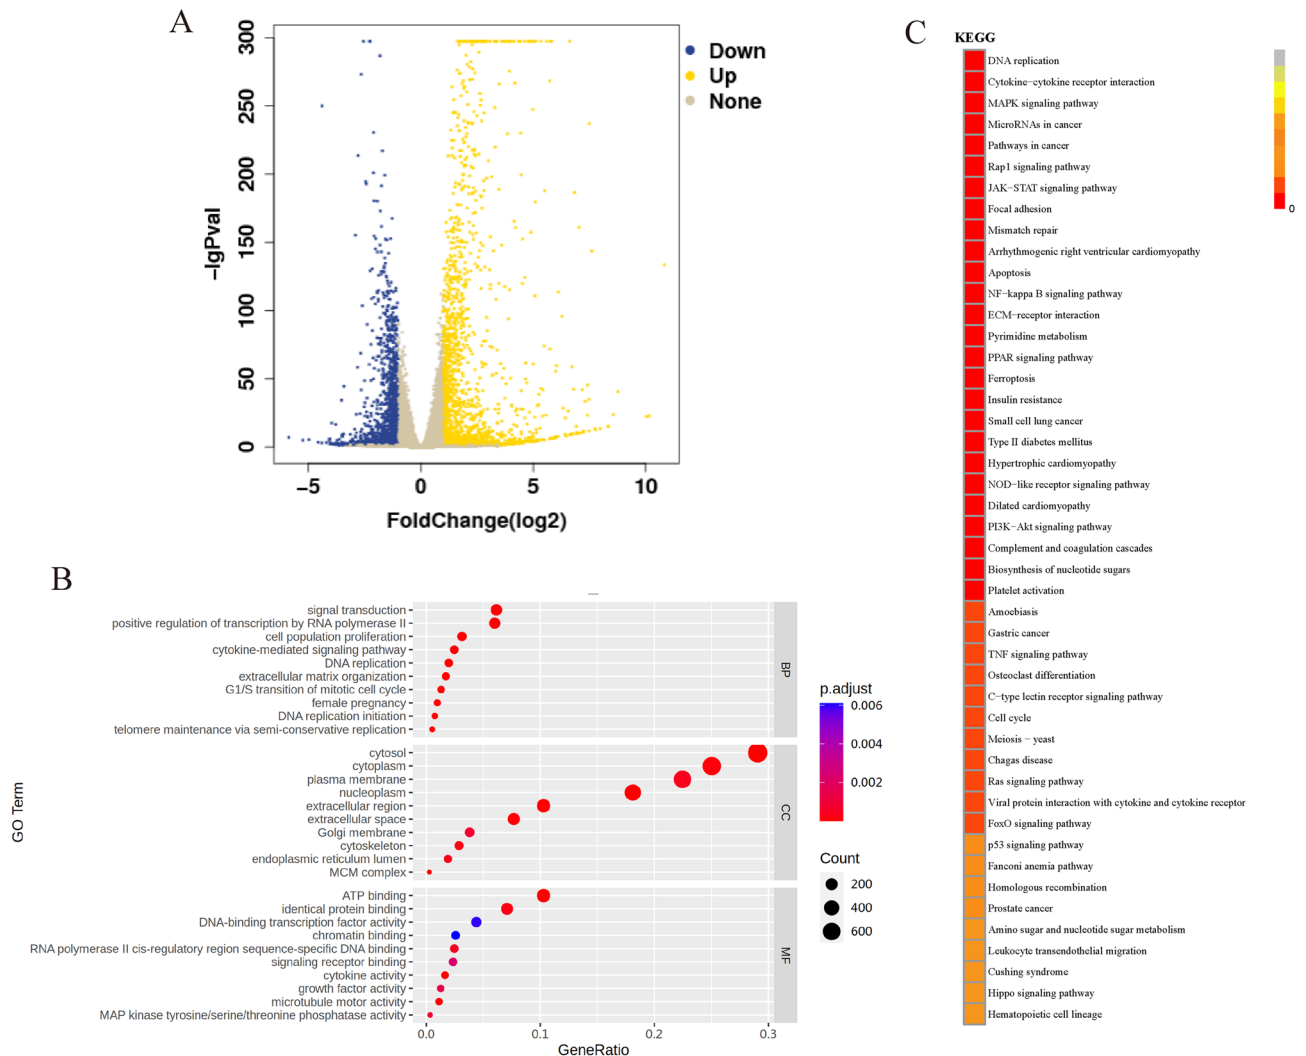 A
300
250
200
150
100
50
0
-lgPval
−5
0
5
10
FoldChange(log2)
Down
Up
None
B
GO Term
signal transduction
positive regulation of transcription by RNA polymerase II
cell population proliferation
cytokine-mediated signaling pathway
DNA replication
extracellular matrix organization
G1/S transition of mitotic cell cycle
female pregnancy
DNA replication initiation
telomere maintenance via semi-conservative replication
BP
cytosol
cytoplasm
plasma membrane
nucleoplasm
extracellular region
extracellular space
Golgi membrane
cytoskeleton
endoplasmic reticulum lumen
MCM complex
CC
ATP binding
identical protein binding
DNA-binding transcription factor activity
chromatin binding
RNA polymerase II cis-regulatory region sequence-specific DNA binding
signaling receptor binding
cytokine activity
growth factor activity
microtubule motor activity
MAP kinase tyrosine/serine/threonine phosphatase activity
MF
0.0
0.1
0.2
0.3
GeneRatio
p.adjust
0.006
0.004
0.002
Count
200
400
600
C
KEGG
DNA replication
Cytokine−cytokine receptor interaction
MAPK signaling pathway
MicroRNAs in cancer
Pathways in cancer
Rap1 signaling pathway
JAK−STAT signaling pathway
Focal adhesion
Mismatch repair
Arrhythmogenic right ventricular cardiomyopathy
Apoptosis
NF−kappa B signaling pathway
ECM−receptor interaction
Pyrimidine metabolism
PPAR signaling pathway
Ferroptosis
Insulin resistance
Small cell lung cancer
Type II diabetes mellitus
Hypertrophic cardiomyopathy
NOD−like receptor signaling pathway
Dilated cardiomyopathy
PI3K−Akt signaling pathway
Complement and coagulation cascades
Biosynthesis of nucleotide sugars
Platelet activation
Amoebiasis
Gastric cancer
TNF signaling pathway
Osteoclast differentiation
C−type lectin receptor signaling pathway
Cell cycle
Meiosis − yeast
Chagas disease
Ras signaling pathway
Viral protein interaction with cytokine and cytokine receptor
FoxO signaling pathway
p53 signaling pathway
Fanconi anemia pathway
Homologous recombination
Prostate cancer
Amino sugar and nucleotide sugar metabolism
Leukocyte transendothelial migration
Cushing syndrome
Hippo signaling pathway
Hematopoietic cell lineage
0